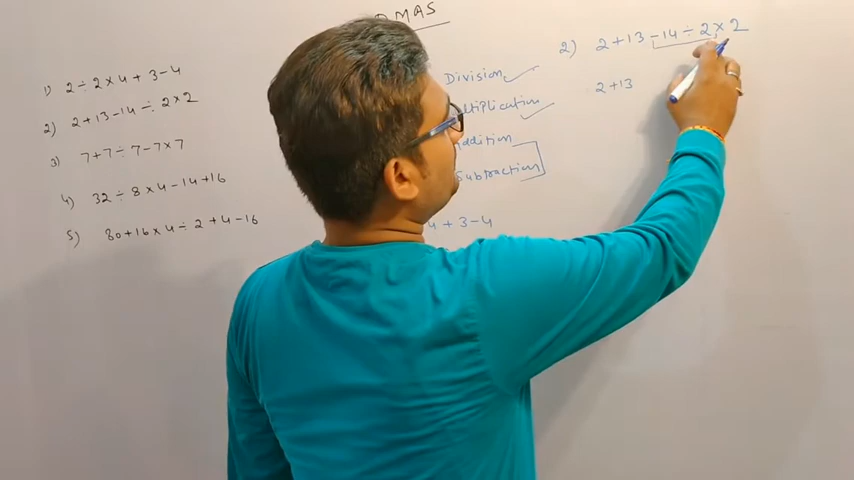 DMAS
1) 2 ÷ 2 × 4 + 3 - 4
2) 2 + 13 - 14 ÷ 2 × 2
3) 7 + 7 ÷ 7 - 7 × 7
4) 32 ÷ 8 × 4 - 14 + 16
5) 80 + 16 × 4 ÷ 2 + 4 - 16
Division
ultiplication
ddition
Subtraction
4 + 3 - 4
2) 2 + 13 - 14 ÷ 2 × 2
2 + 13